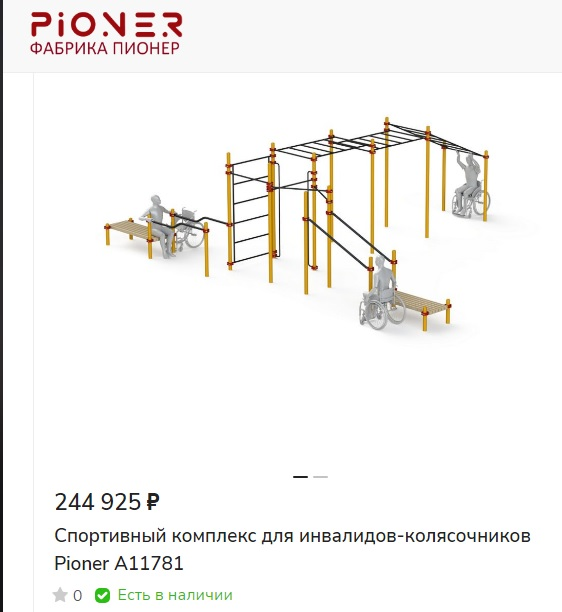 PiONER
ФАБРИКА ПИОНЕР
244 925 ₽
Спортивный комплекс для инвалидов-колясочников
Pioner A11781
0 Есть в наличии